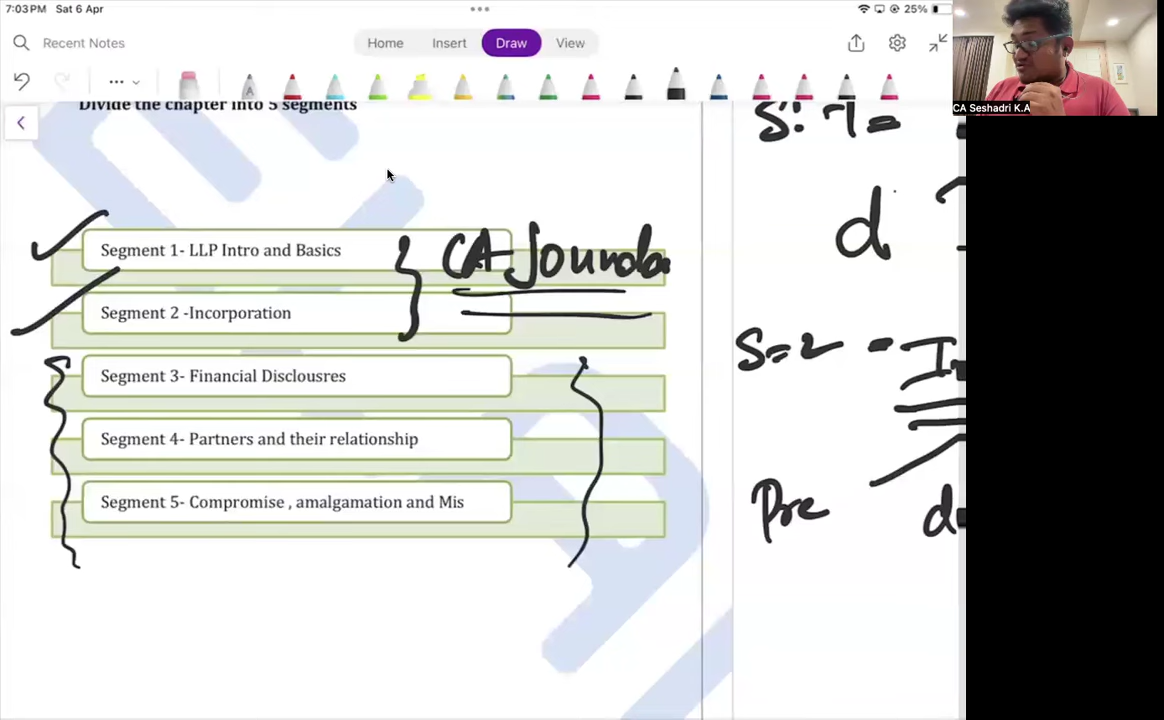 7:03 PM Sat 6 Apr
25%
Recent Notes
Home Insert Draw View
A
CA Seshadri K.A
Divide the chapter into 5 segments
Segment 1- LLP Intro and Basics
CA
Segment 2 -Incorporation
Segment 3- Financial Disclousres
Segment 4- Partners and their relationship
Segment 5- Compromise , amalgamation and Mis
d
S=2 =
Pre